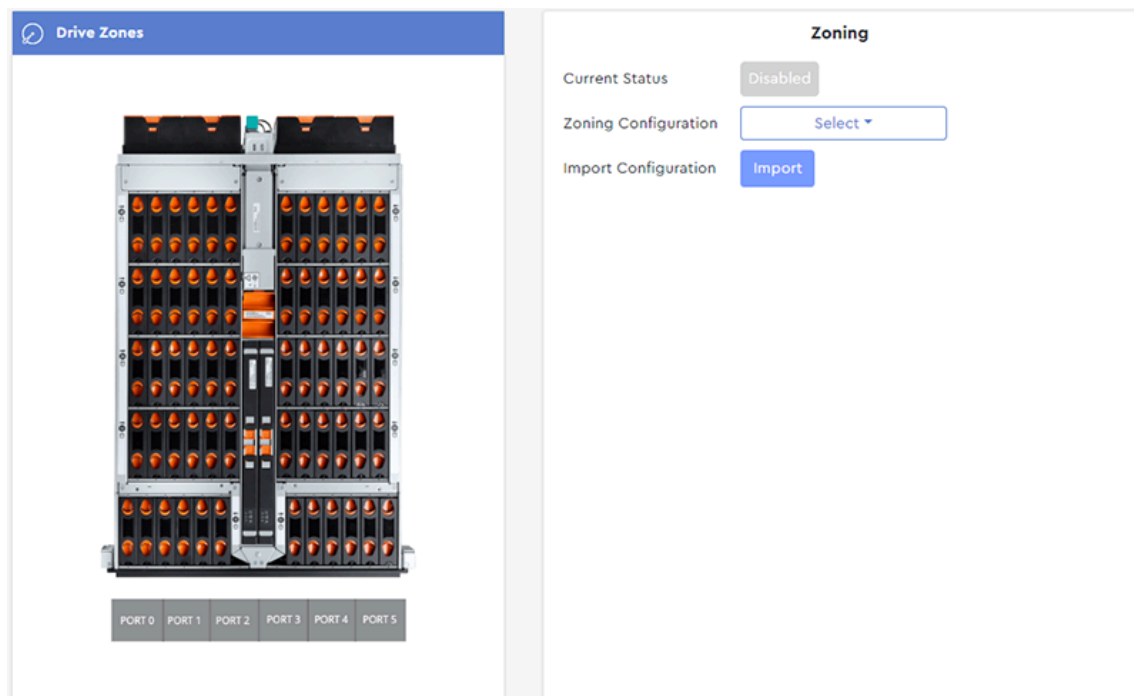 Drive Zones
PORT 0 PORT 1 PORT 2 PORT 3 PORT 4 PORT 5
Zoning
Current Status Disabled
Zoning Configuration Select
Import Configuration Import